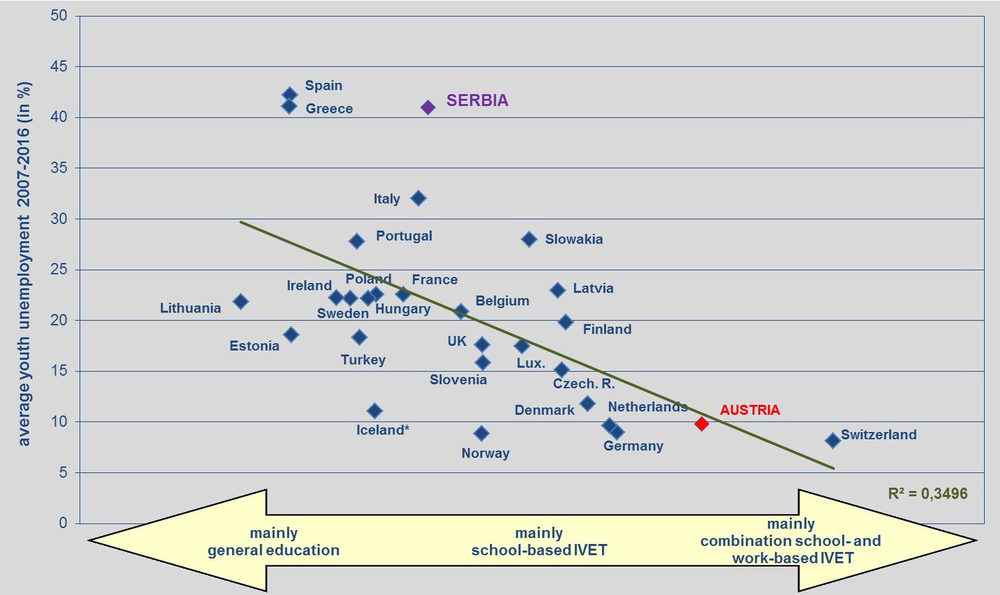 50
45
40
35
30
25
20
15
10
5
0
average youth unemployment 2007-2016 (in %)
Spain
Greece
SERBIA
Italy
Portugal
Slowakia
Poland
France
Ireland
Latvia
Belgium
Lithuania
Sweden
Hungary
Finland
UK
Estonia
Turkey
Lux.
Slovenia
Czech. R.
Denmark
Netherlands
AUSTRIA
Iceland*
Switzerland
Germany
Norway
R² = 0,3496
mainly
general education
mainly
school-based IVET
mainly
combination school- and
work-based IVET